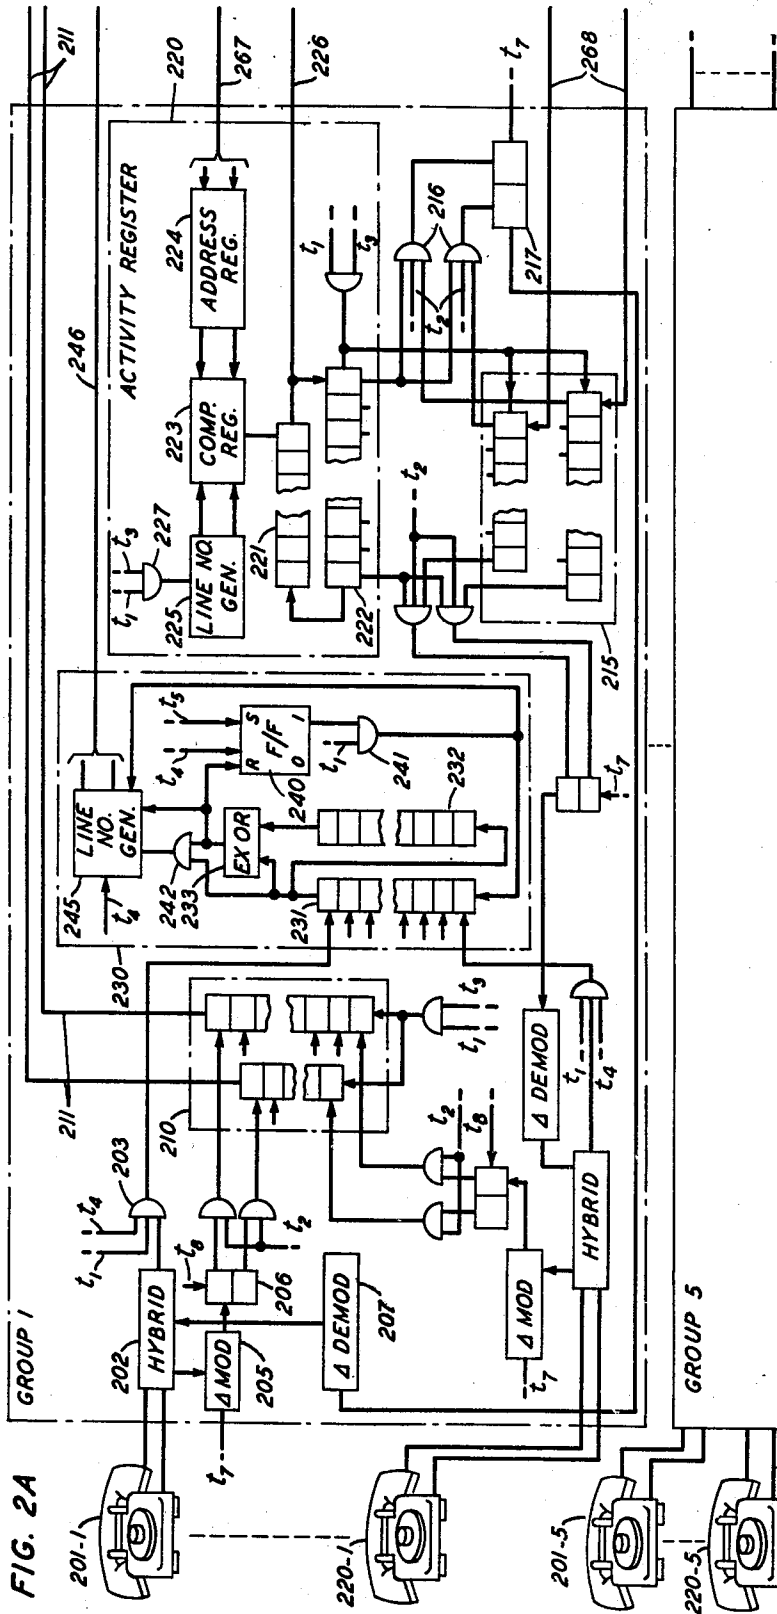 FIG. 2A
GROUP 1
211
211
246
267
226
220
ACTIVITY REGISTER
224
ADDRESS
REG.
223
COMP.
REG.
t1
t3
227
225
LINE NO.
GEN.
221
222
t1
t3
216
t2
217
t7
268
t2
215
t7
230
245
LINE
NO.
GEN.
t4
242
233
EX OR
t4
t5
R
S
F/F
0
1
240
t1
241
232
231
210
t1
t3
t2
t8
203
t1
t4
202
HYBRID
t8
206
t2
Δ MOD
205
t7
Δ DEMOD
207
Δ MOD
t7
HYBRID
Δ DEMOD
t1
t4
201-1
220-1
201-5
220-5
GROUP 5